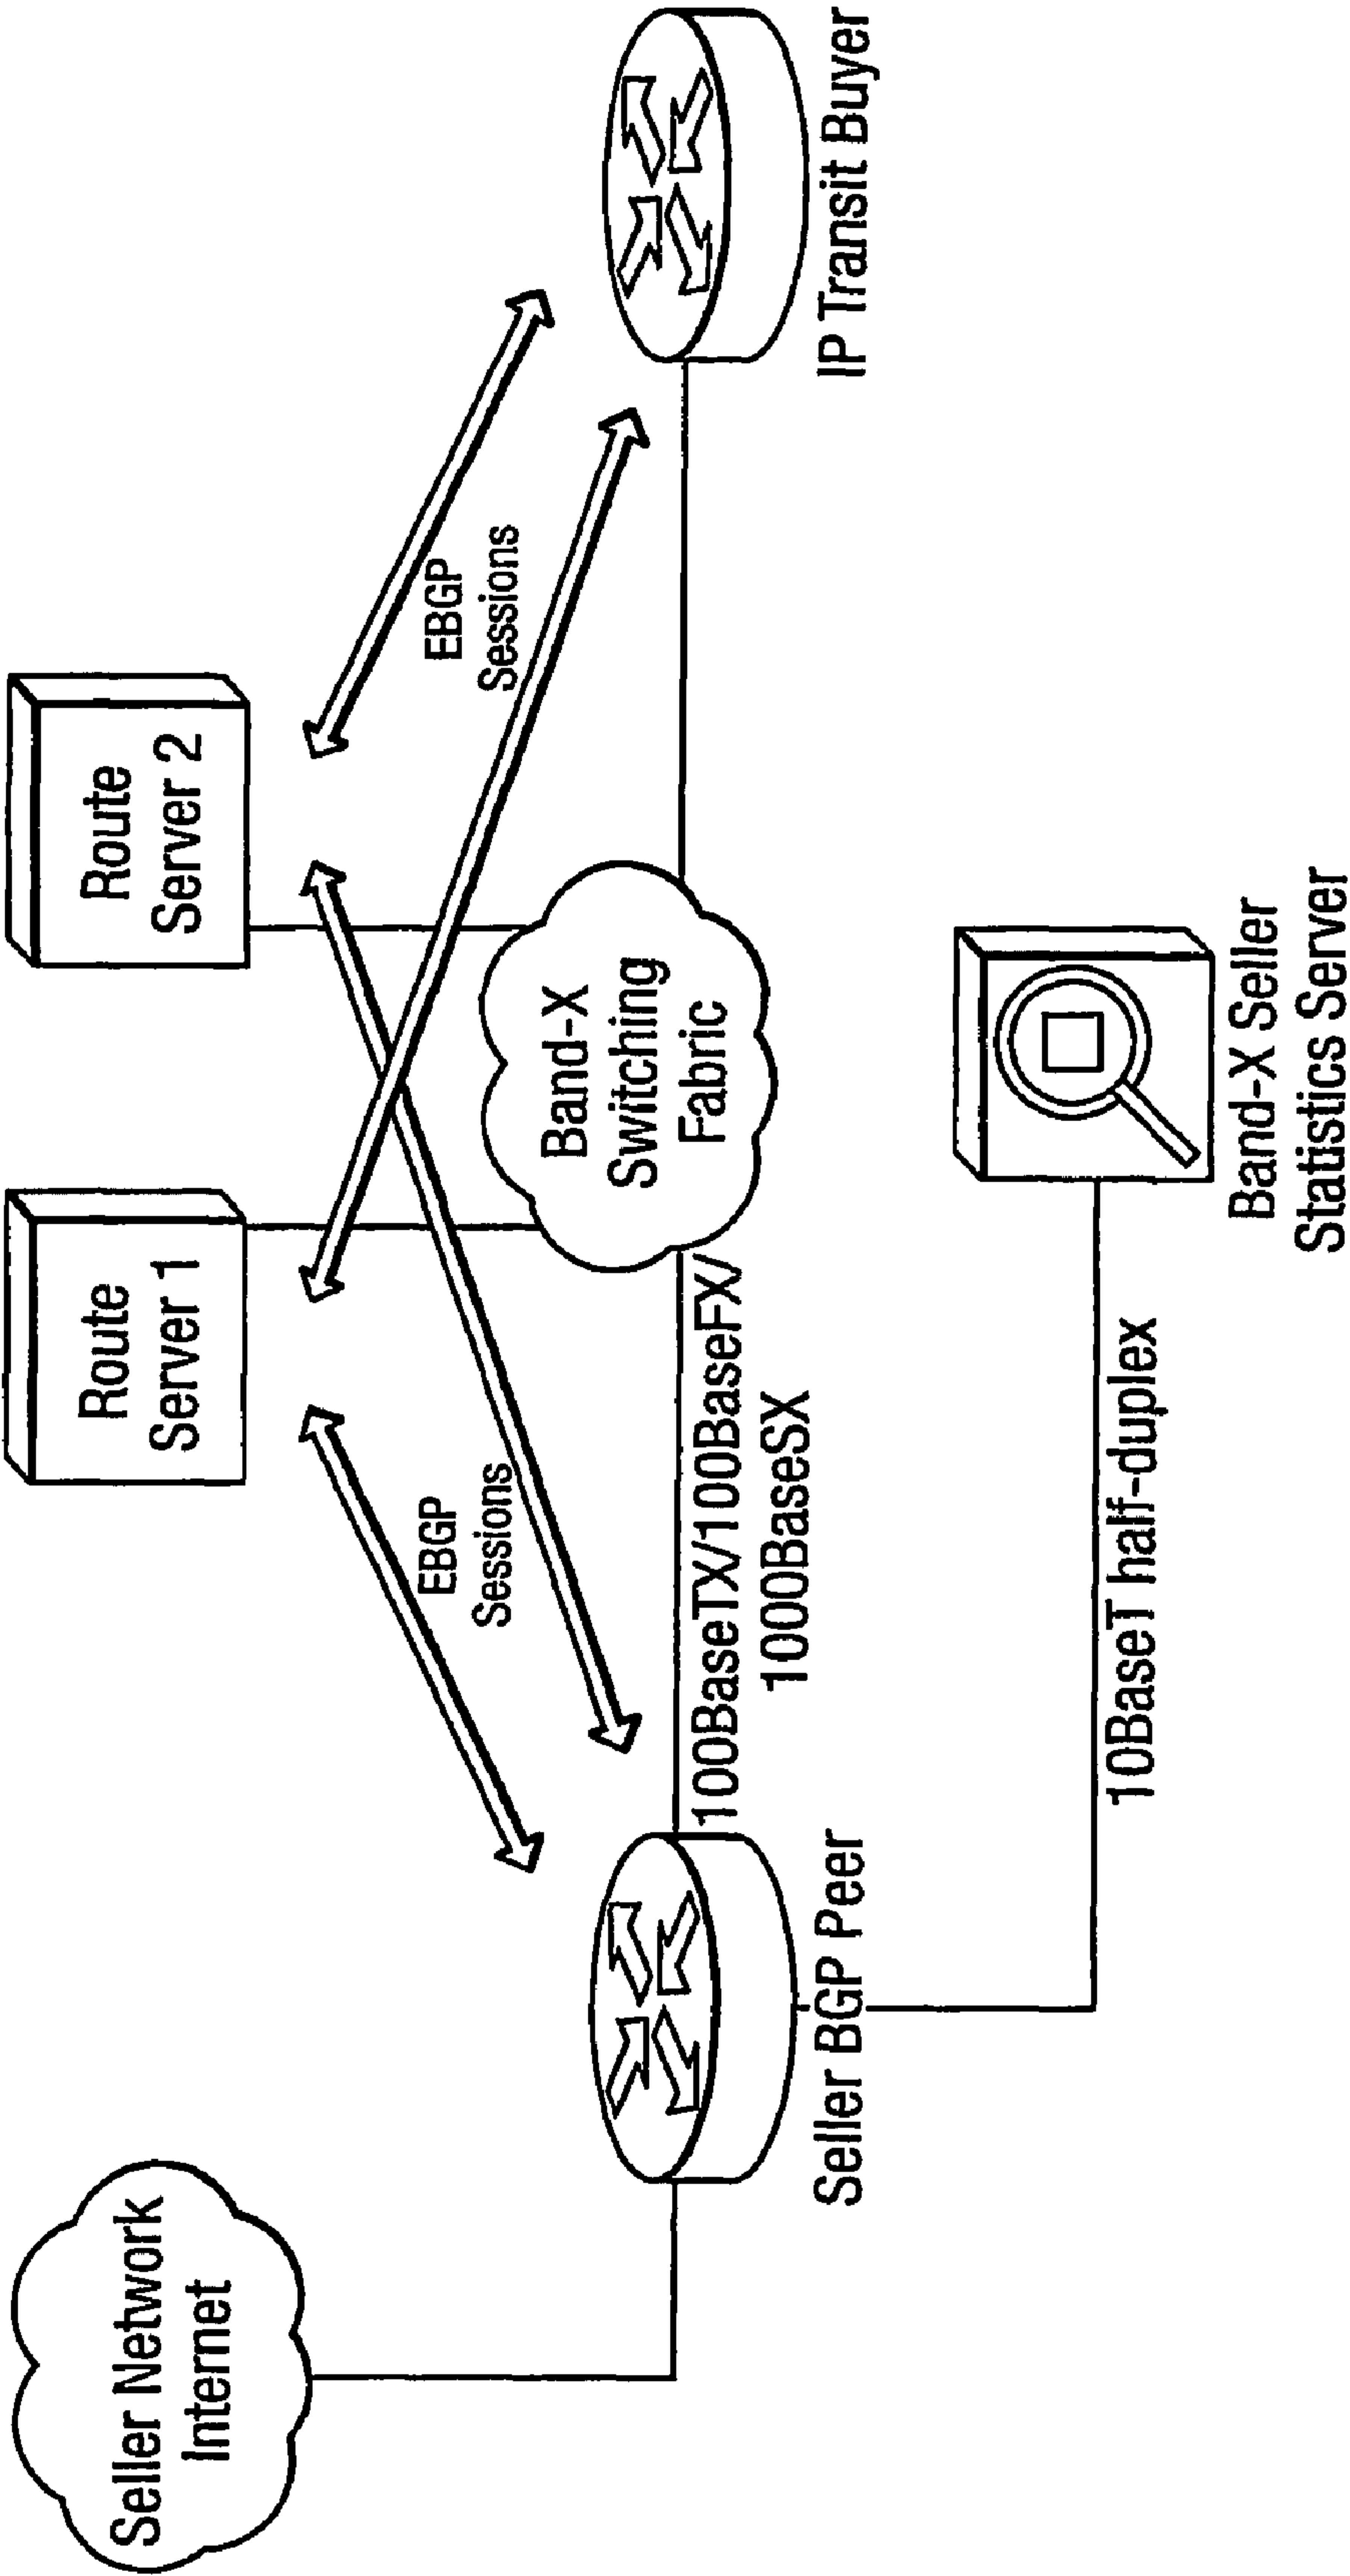 Seller Network
Internet
Route
Server 1
Route
Server 2
EBGP
Sessions
EBGP
Sessions
Band-X
Switching
Fabric
100BaseTX/100BaseFX/
1000BaseSX
Seller BGP Peer
IP Transit Buyer
10BaseT half-duplex
Band-X Seller
Statistics Server